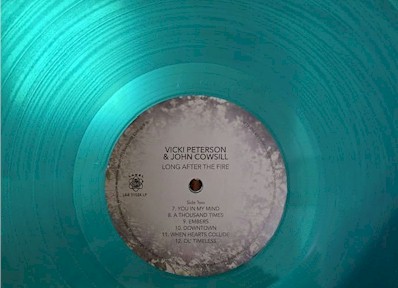 VICKI PETERSON
& JOHN COWSILL
LONG AFTER THE FIRE
Side Two
7. YOU IN MY MIND
8. A THOUSAND TIMES
9. EMBERS
10. DOWNTOWN
11. WHEN HEARTS COLLIDE
12. OL' TIMELESS